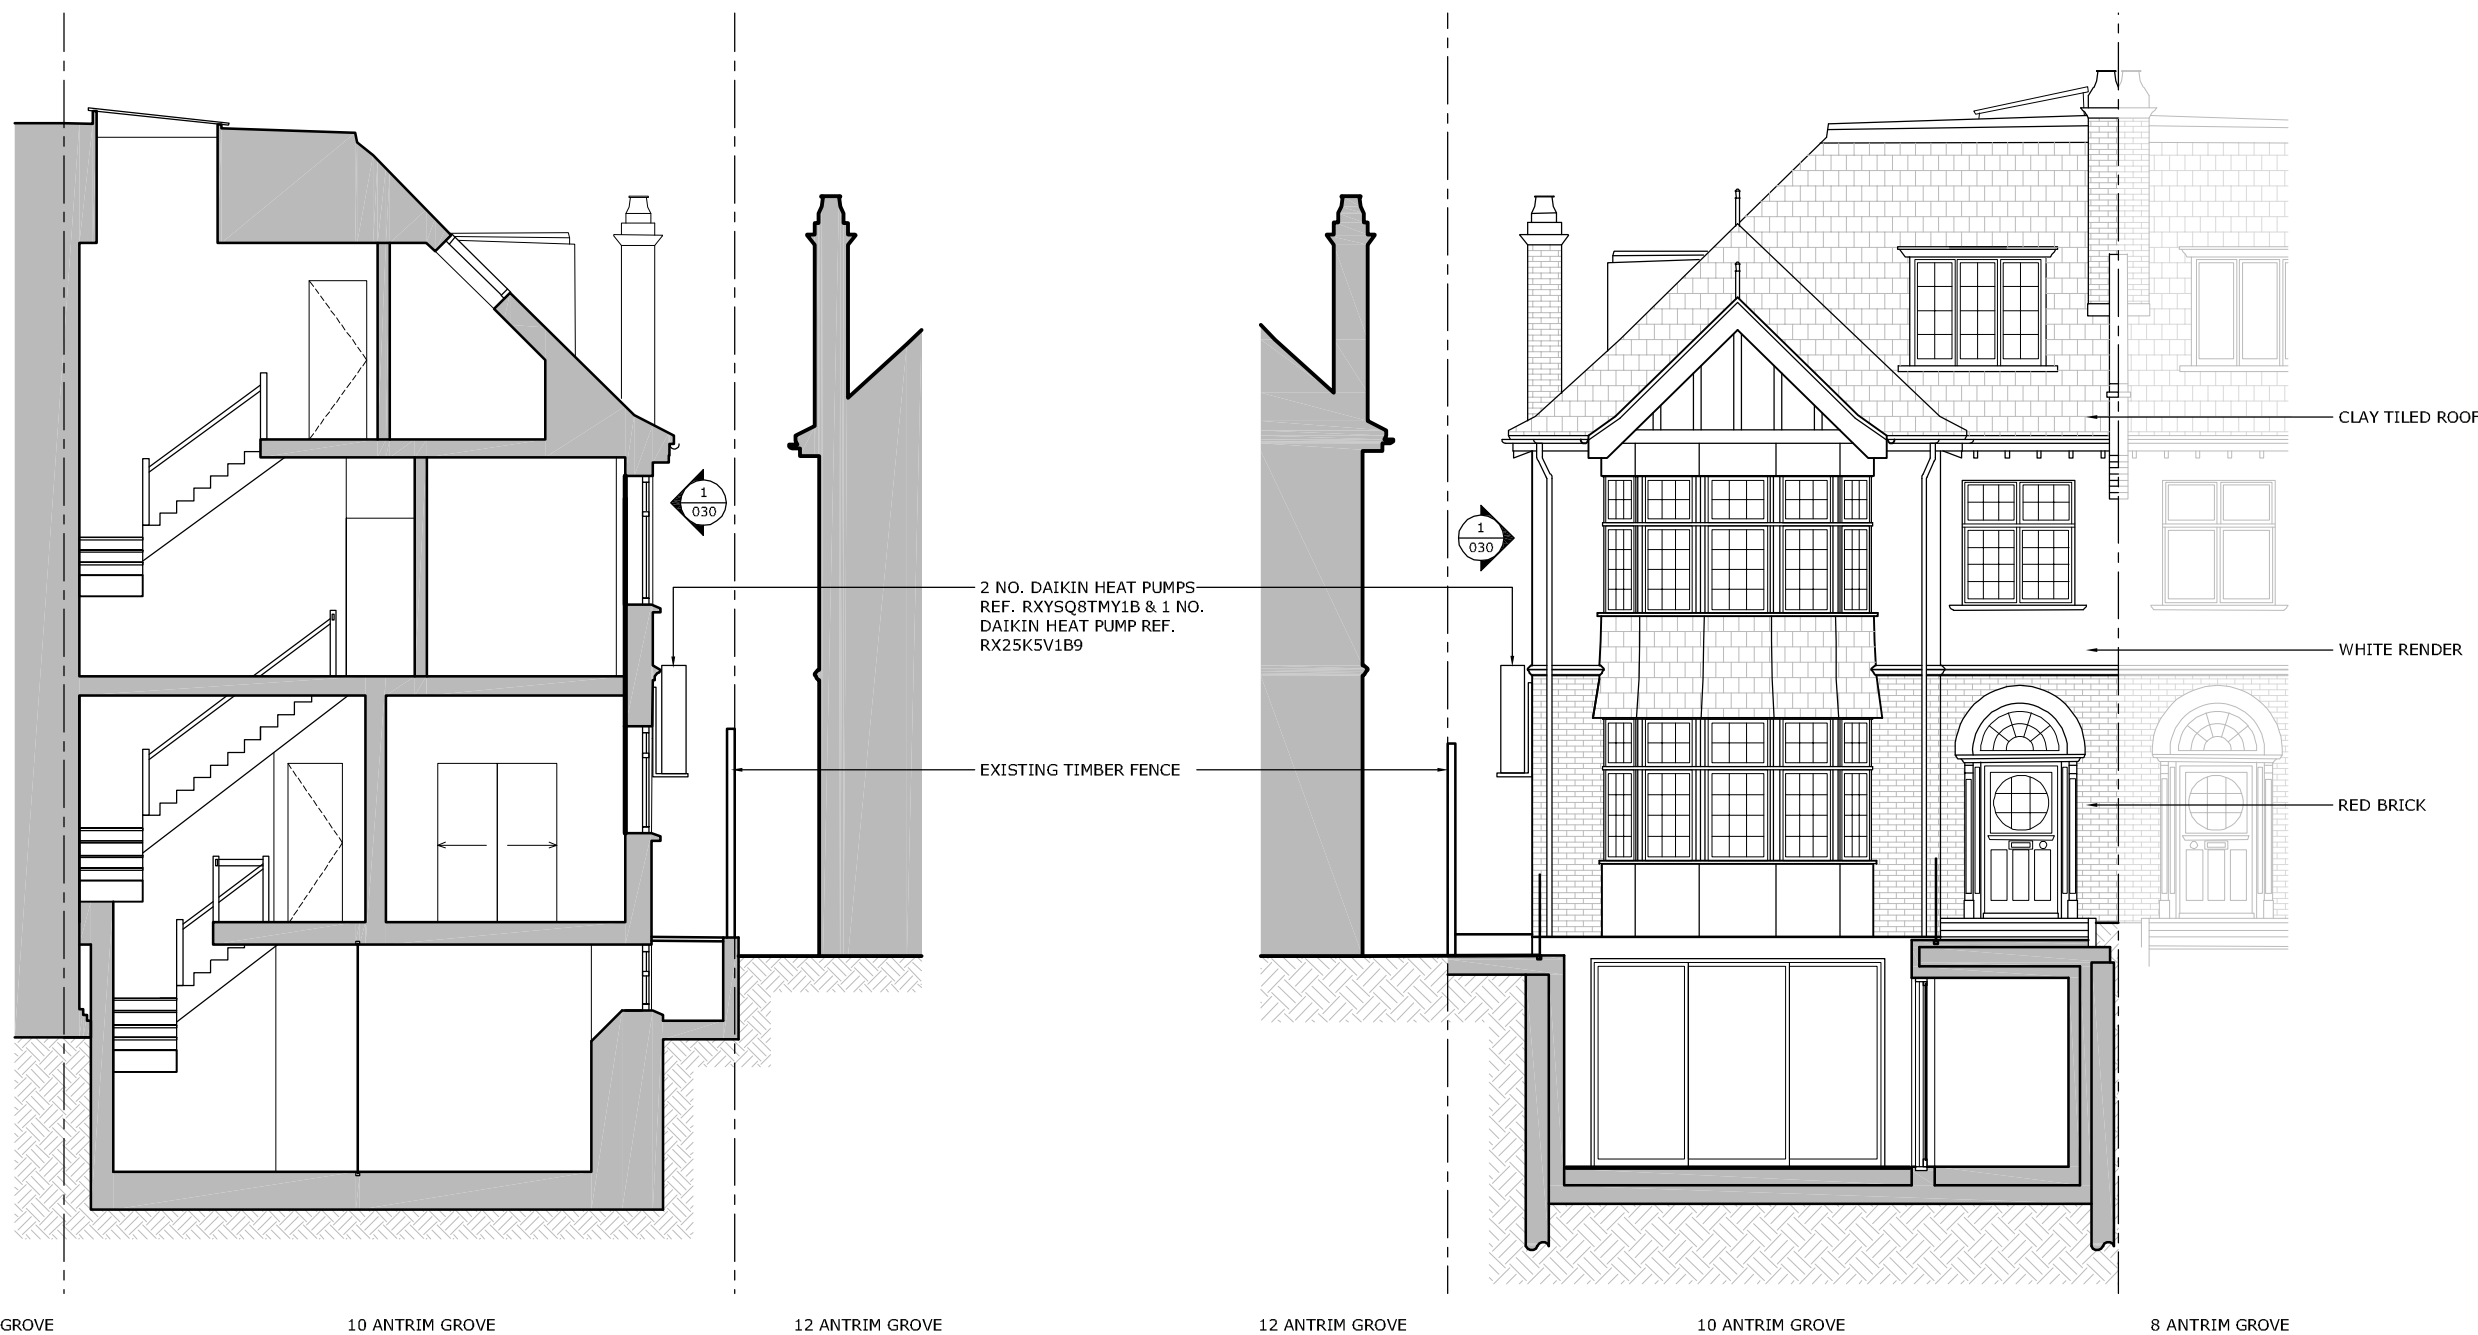 CLAY TILED ROOF
1
030
1
030
2 NO. DAIKIN HEAT PUMPS
REF. RXYSQ8TMY1B & 1 NO.
DAIKIN HEAT PUMP REF.
RX25K5V1B9
WHITE RENDER
EXISTING TIMBER FENCE
RED BRICK
GROVE
10 ANTRIM GROVE
12 ANTRIM GROVE
12 ANTRIM GROVE
10 ANTRIM GROVE
8 ANTRIM GROVE